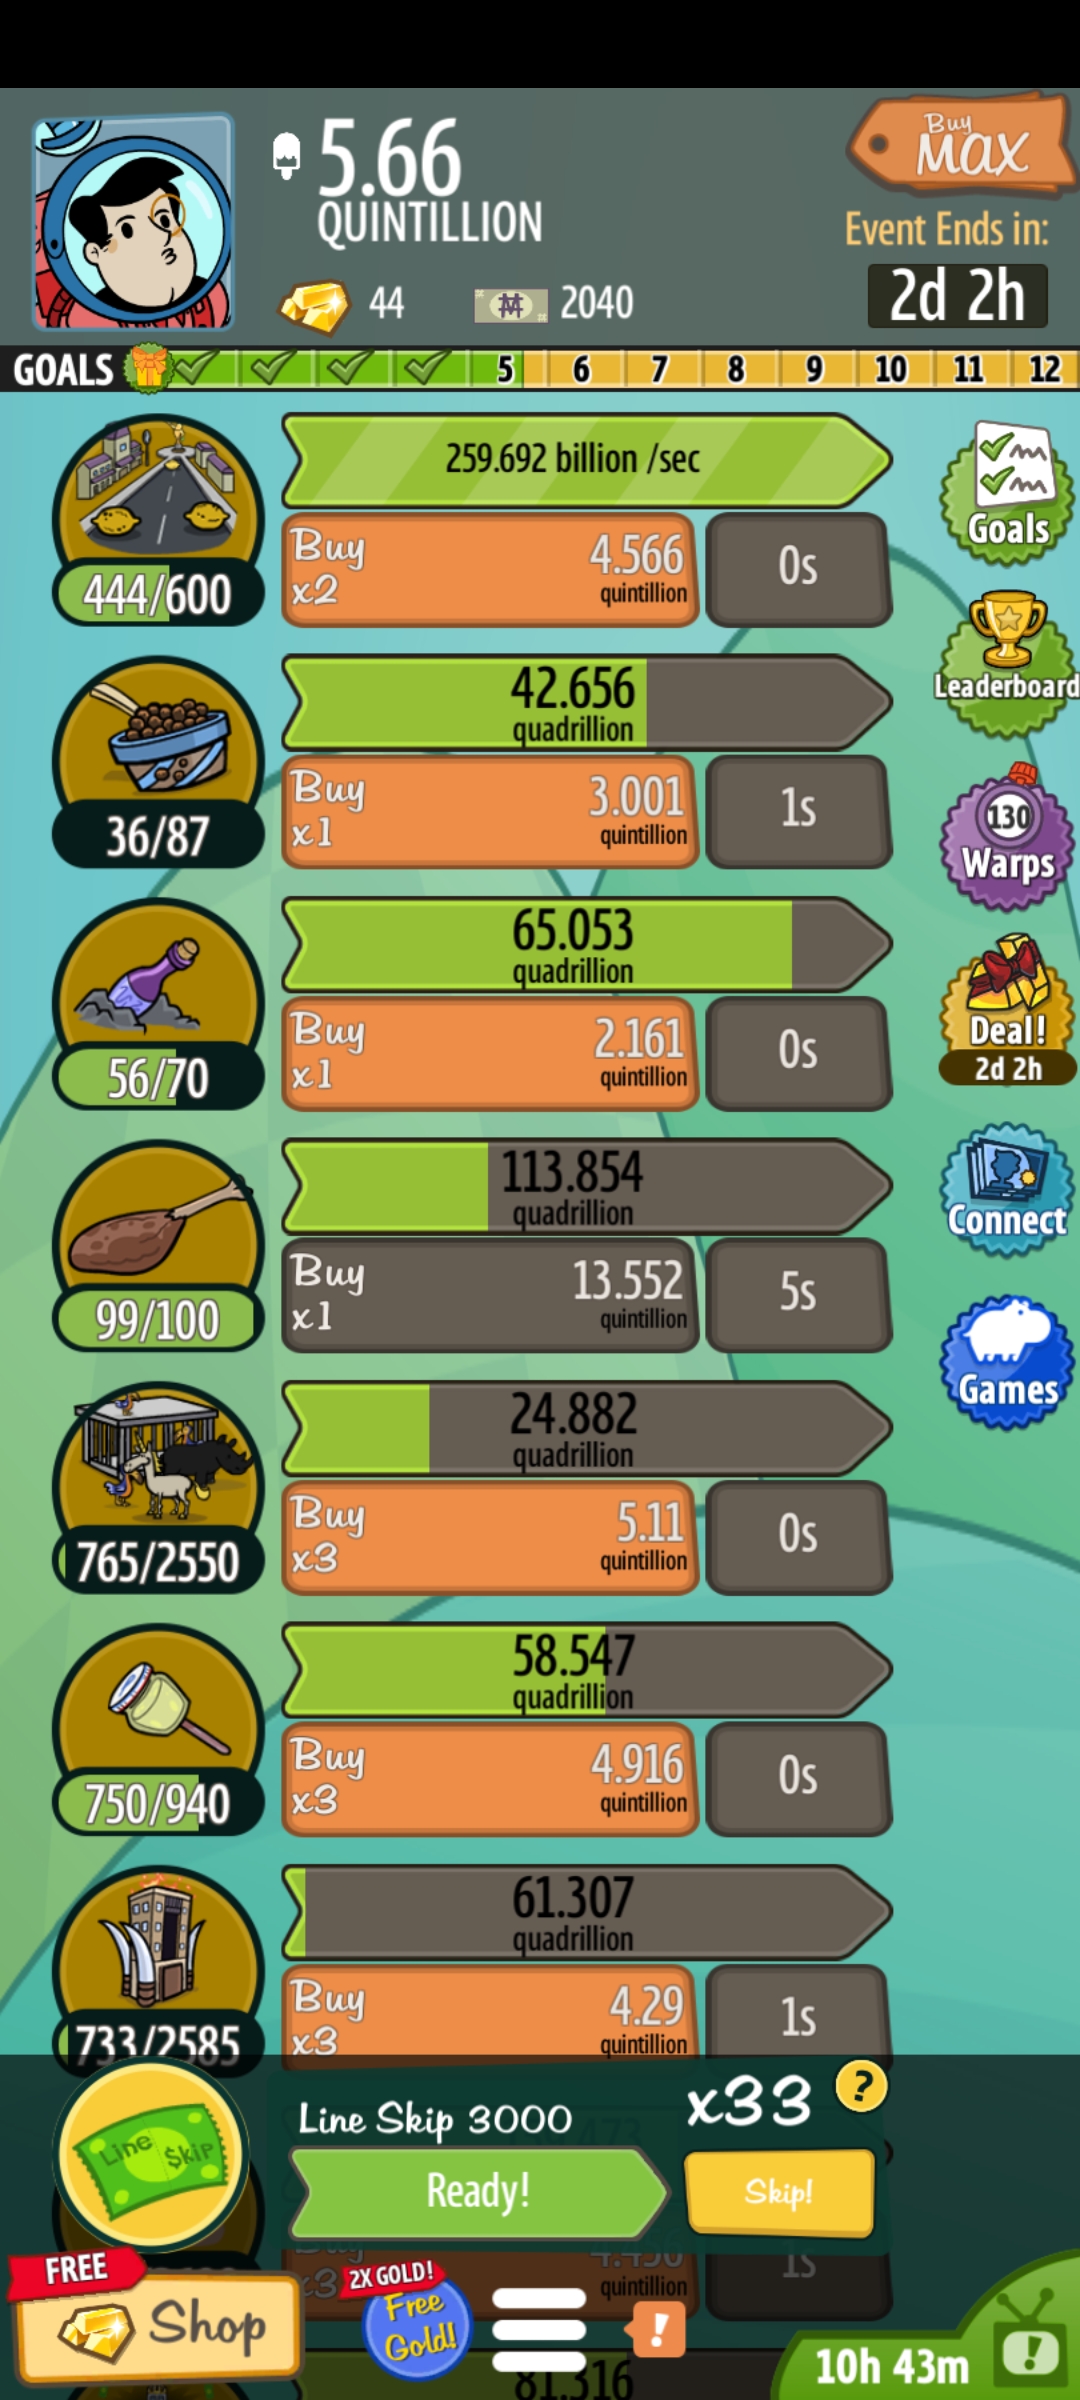 5.66
QUINTILLION
Buy
MAX
Event Ends in:
2d 2h
44
2040
GOALS 5 6 7 8 9 10 11 12
259.692 billion /sec
Buy
x2
4.566
quintillion
0s
444/600
42.656
quadrillion
Buy
x1
3.001
quintillion
1s
36/87
65.053
quadrillion
Buy
x1
2.161
quintillion
0s
56/70
113.854
quadrillion
Buy
x1
13.552
quintillion
5s
99/100
24.882
quadrillion
Buy
x3
5.11
quintillion
0s
765/2550
58.547
quadrillion
Buy
x3
4.916
quintillion
0s
750/940
61.307
quadrillion
Buy
x3
4.29
quintillion
1s
733/2585
Goals
Leaderboard
130
Warps
Deal!
2d 2h
Connect
Games
Line Skip
Line Skip 3000
x33
?
Ready!
Skip!
Buy
x3
4.456
quintillion
1s
FREE
Shop
2X GOLD!
Free
Gold!
!
10h 43m
!
81.316